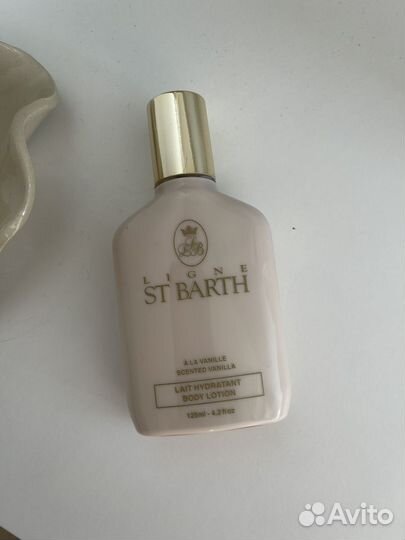 LIGNE
ST BARTH
À LA VANILLE
SCENTED VANILLA
LAIT HYDRATANT
BODY LOTION
125ml - 4.2 fl oz
Avito